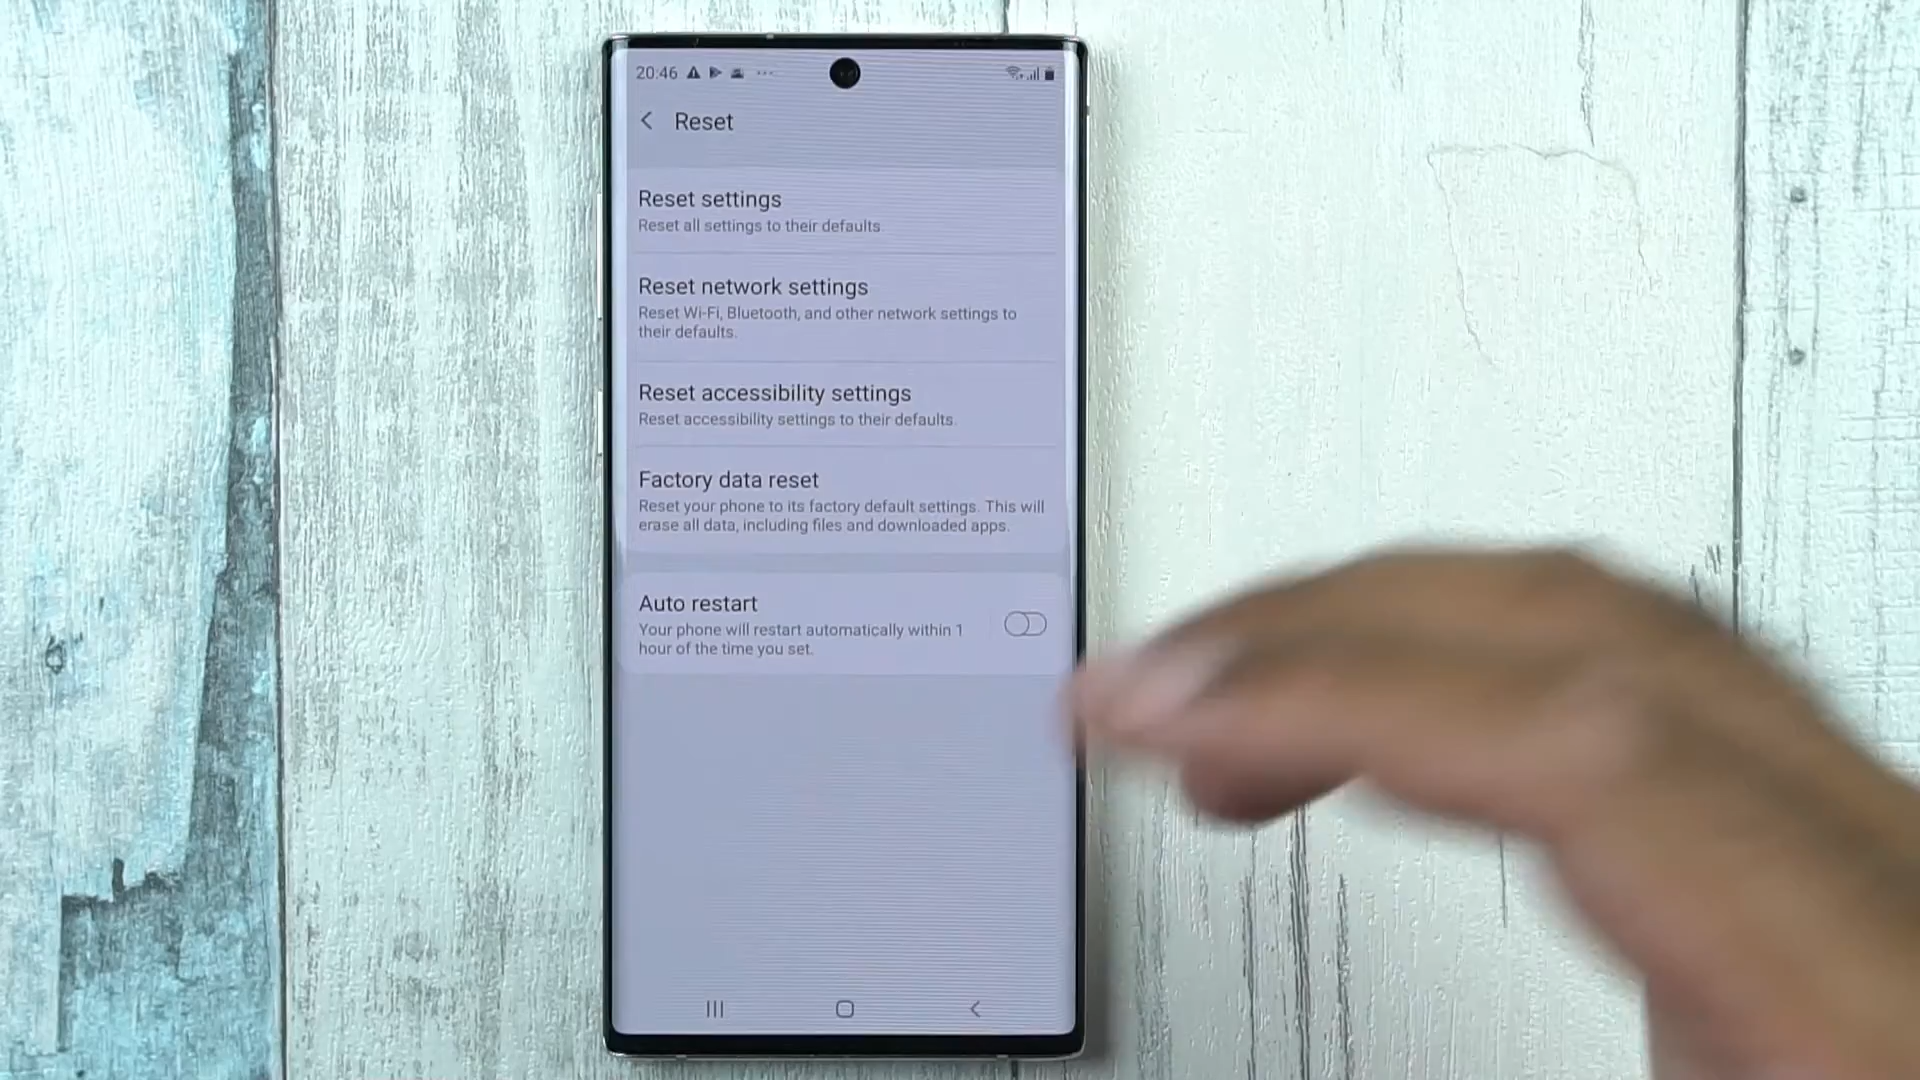 20:46
Reset
Reset settings
Reset all settings to their defaults.
Reset network settings
Reset Wi-Fi, Bluetooth, and other network settings to
their defaults.
Reset accessibility settings
Reset accessibility settings to their defaults.
Factory data reset
Reset your phone to its factory default settings. This will
erase all data, including files and downloaded apps.
Auto restart
Your phone will restart automatically within 1
hour of the time you set.